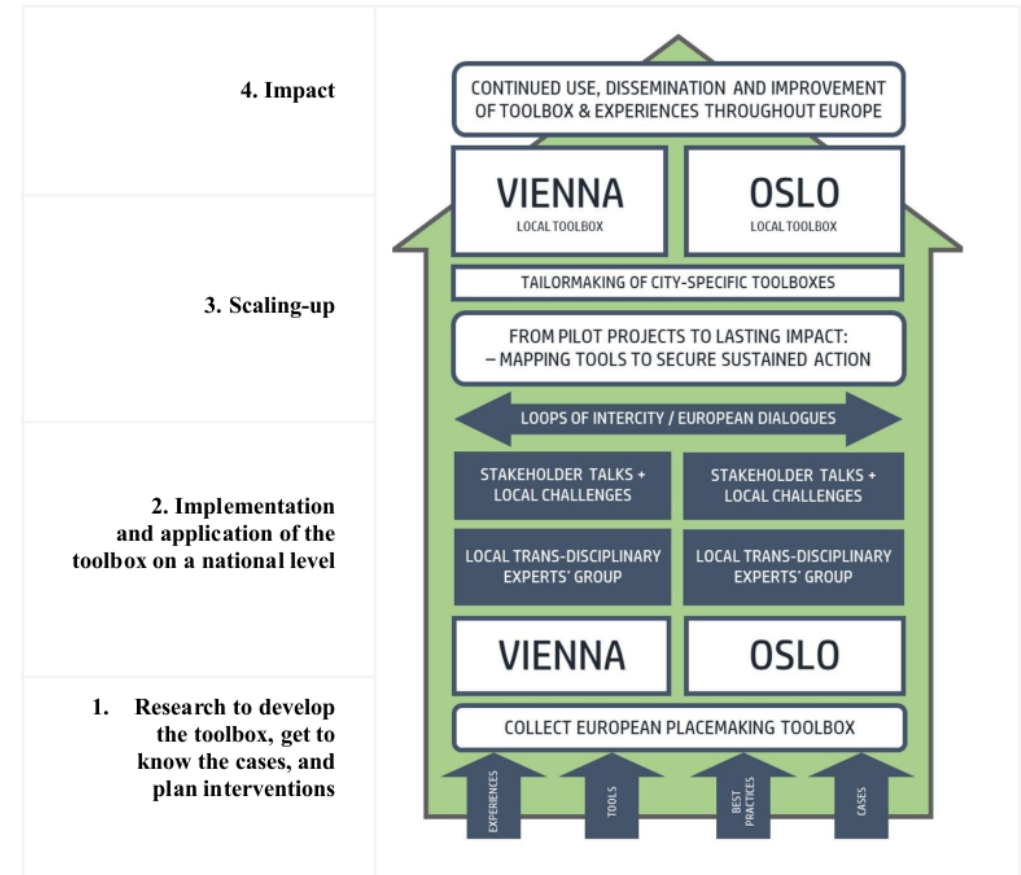 4. Impact
CONTINUED USE, DISSEMINATION AND IMPROVEMENT
OF TOOLBOX & EXPERIENCES THROUGHOUT EUROPE
VIENNA
LOCAL TOOLBOX
OSLO
LOCAL TOOLBOX
3. Scaling-up
TAILORMAKING OF CITY-SPECIFIC TOOLBOXES
FROM PILOT PROJECTS TO LASTING IMPACT:
– MAPPING TOOLS TO SECURE SUSTAINED ACTION
LOOPS OF INTERCITY / EUROPEAN DIALOGUES
2. Implementation
and application of the
toolbox on a national level
STAKEHOLDER TALKS +
LOCAL CHALLENGES
STAKEHOLDER TALKS +
LOCAL CHALLENGES
LOCAL TRANS-DISCIPLINARY
EXPERTS' GROUP
LOCAL TRANS-DISCIPLINARY
EXPERTS' GROUP
VIENNA
OSLO
1. Research to develop
the toolbox, get to
know the cases, and
plan interventions
COLLECT EUROPEAN PLACEMAKING TOOLBOX
EXPERIENCES
TOOLS
BEST
PRACTICES
CASES